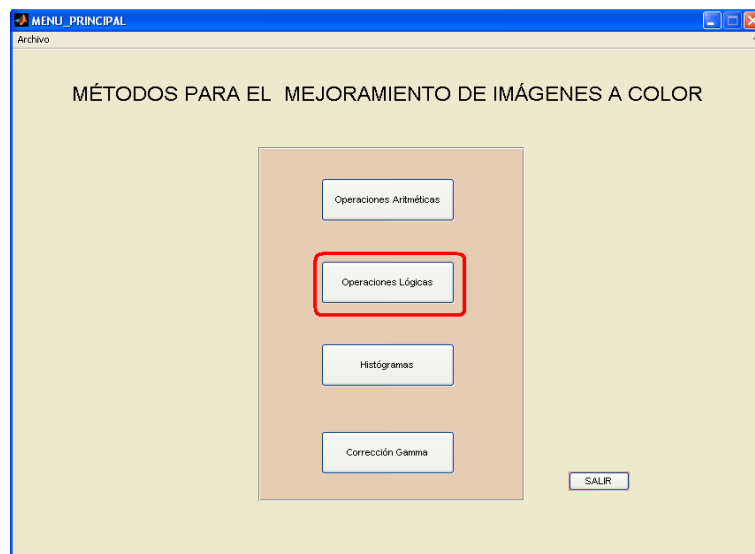 MENU_PRINCIPAL
Archivo
MÉTODOS PARA EL MEJORAMIENTO DE IMÁGENES A COLOR
Operaciones Aritméticas
Operaciones Lógicas
Histógramas
Corrección Gamma
SALIR